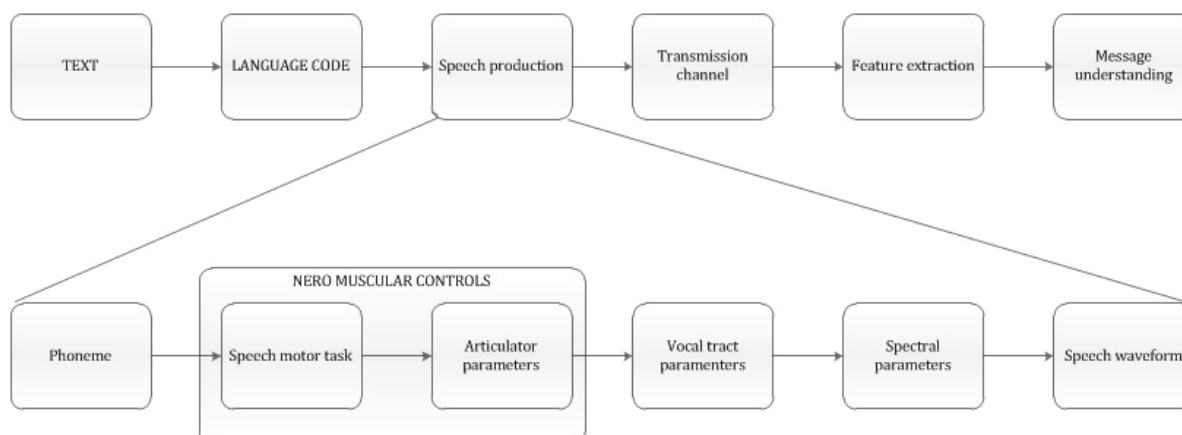 TEXT
LANGUAGE CODE
Speech production
Transmission
channel
Feature extraction
Message
understanding
NERO MUSCULAR CONTROLS
Phoneme
Speech motor task
Articulator
parameters
Vocal tract
paramenters
Spectral
parameters
Speech waveform